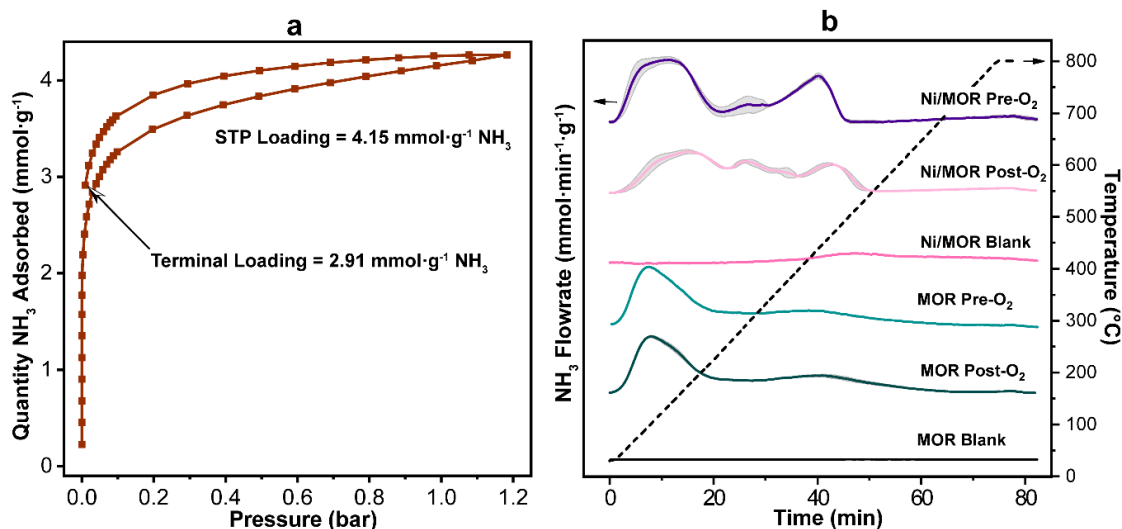 a
Quantity NH₃ Adsorbed (mmol·g⁻¹)
4
3
2
1
0
STP Loading = 4.15 mmol·g⁻¹ NH₃
Terminal Loading = 2.91 mmol·g⁻¹ NH₃
0.0 0.2 0.4 0.6 0.8 1.0 1.2
Pressure (bar)
b
NH₃ Flowrate (mmol·min⁻¹·g⁻¹)
Ni/MOR Pre-O₂
Ni/MOR Post-O₂
Ni/MOR Blank
MOR Pre-O₂
MOR Post-O₂
MOR Blank
800
700
600
550
500
450
400
300
200
100
0
Temperature (°C)
0 20 40 60 80
Time (min)